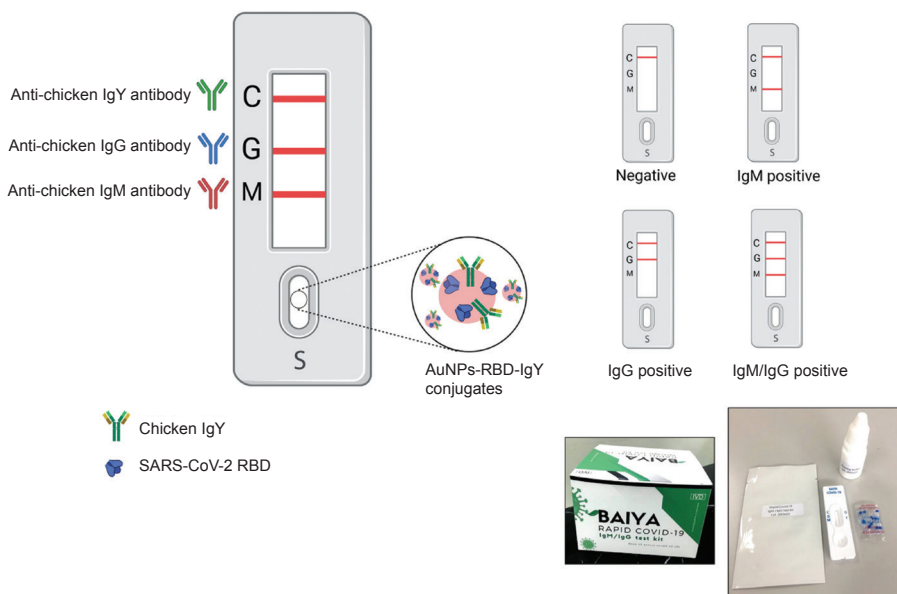 Anti-chicken IgY antibody
C
Anti-chicken IgG antibody
G
Anti-chicken IgM antibody
M
S
AuNPs-RBD-IgY
conjugates
Chicken IgY
SARS-CoV-2 RBD
C
G
M
S
Negative
C
G
M
S
IgM positive
C
G
M
S
IgG positive
C
G
M
S
IgM/IgG positive
IVD
BAIYA
RAPID COVID-19
IgM/IgG test kit